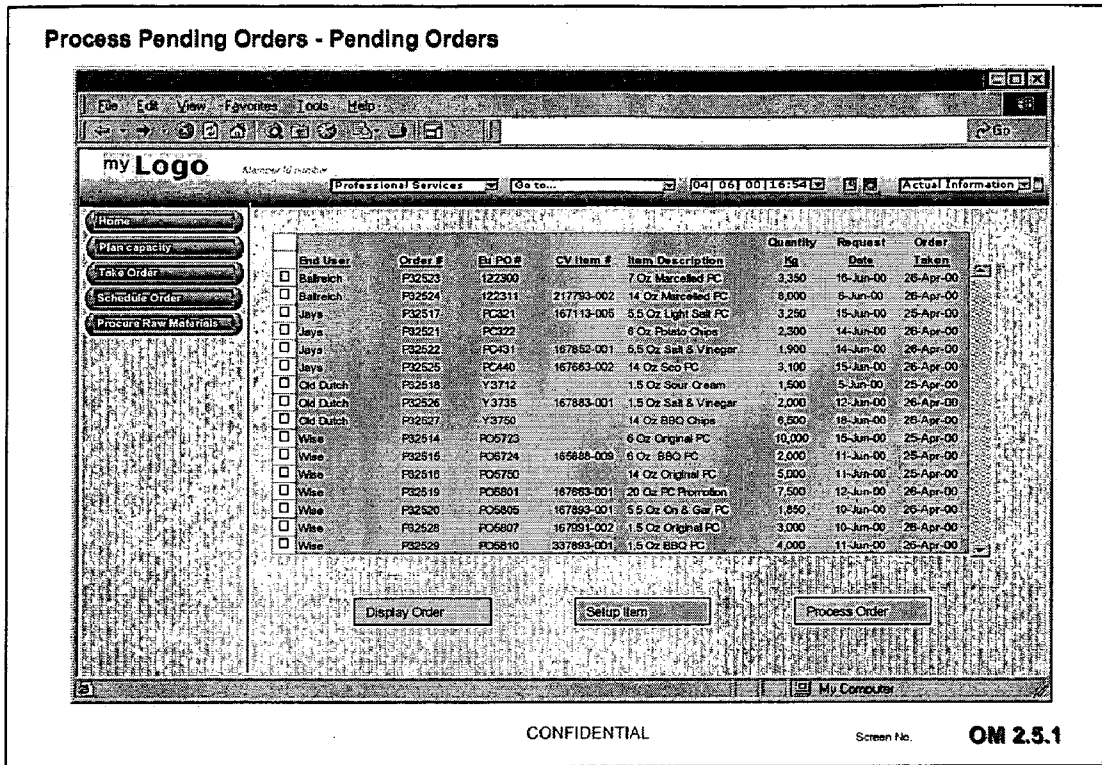 Process Pending Orders - Pending Orders
File Edit View Favorites Tools Help
Go
my Logo
Member Id number
Professional Services Go to... 04 06 00 16:54 Actual Information
Home
Plan capacity
Take Order
Schedule Order
Procure Raw Materials
Quantity Request Order
End User Order # EU PO # CV Item # Item Description Kg Date Taken
Ballreich P32523 122300 7 Oz Marcelled PC 3,350 16-Jun-00 26-Apr-00
Ballreich P32524 122311 217793-002 14 Oz Marcelled PC 8,000 6-Jun-00 26-Apr-00
Jays P32517 PC321 167113-005 5.5 Oz Light Salt PC 3,250 15-Jun-00 25-Apr-00
Jays P32521 PC322 6 Oz Potato Chips 2,300 14-Jun-00 26-Apr-00
Jays P32522 PC431 167852-001 5.5 Oz Salt & Vinegar 1,900 14-Jun-00 26-Apr-00
Jays P32525 PC440 167663-002 14 Oz Sco PC 3,100 15-Jun-00 26-Apr-00
Old Dutch P32518 Y3712 1.5 Oz Sour Cream 1,500 5-Jun-00 25-Apr-00
Old Dutch P32526 Y3735 167883-001 1.5 Oz Salt & Vinegar 2,000 12-Jun-00 26-Apr-00
Old Dutch P32527 Y3750 14 Oz BBQ Chips 6,500 18-Jun-00 26-Apr-00
Wise P32514 PO5723 6 Oz Original PC 10,000 15-Jun-00 25-Apr-00
Wise P32515 PO5724 165888-009 6 Oz BBQ PC 2,000 11-Jun-00 25-Apr-00
Wise P32516 PO5750 14 Oz Original PC 5,000 11-Jun-00 25-Apr-00
Wise P32519 PO5801 167663-001 20 Oz PC Promotion 7,500 12-Jun-00 26-Apr-00
Wise P32520 PO5805 167893-001 5.5 Oz On & Gar PC 1,850 10-Jun-00 26-Apr-00
Wise P32528 PO5807 167991-002 1.5 Oz Original PC 3,000 10-Jun-00 26-Apr-00
Wise P32529 PO5810 337893-001 1.5 Oz BBQ PC 4,000 11-Jun-00 26-Apr-00
Display Order Setup Item Process Order
My Computer
CONFIDENTIAL Screen No. OM 2.5.1